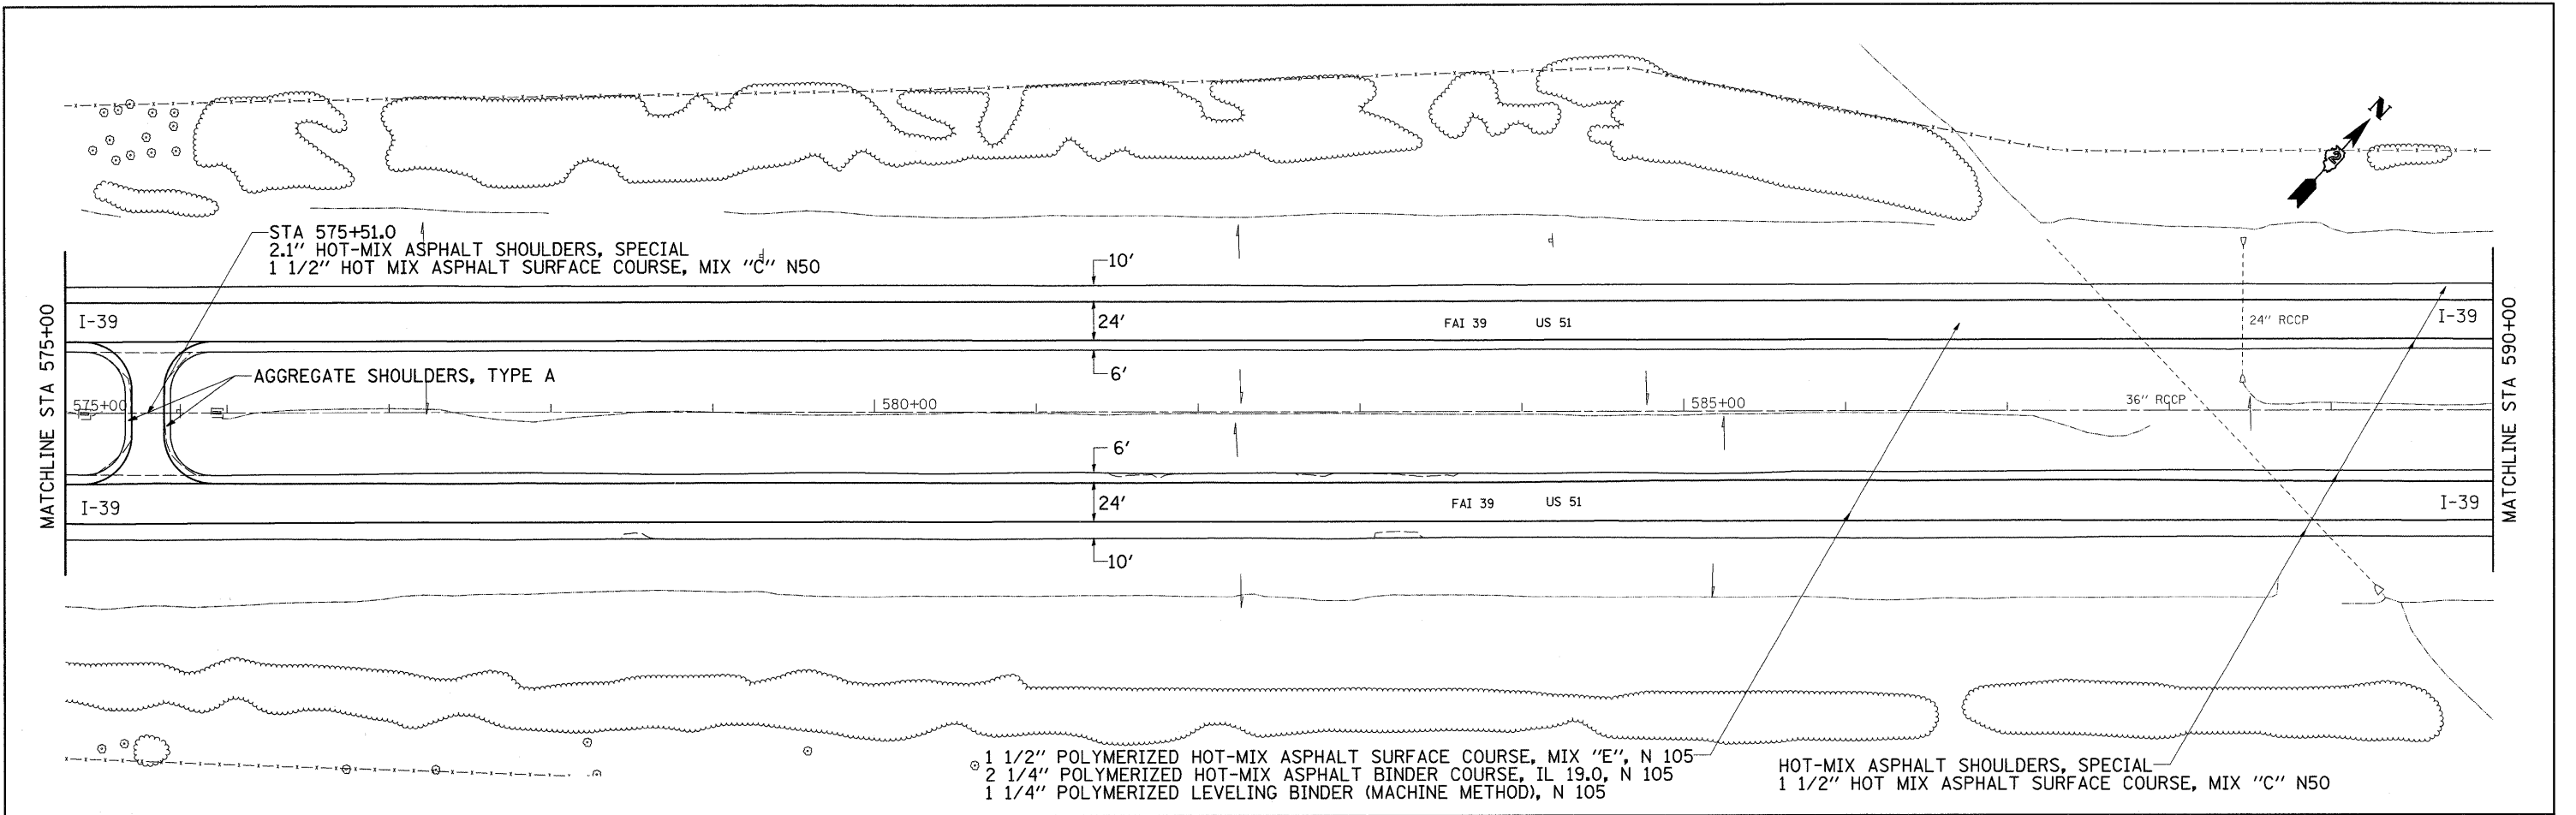 N
STA 575+51.0
2.1" HOT-MIX ASPHALT SHOULDERS, SPECIAL
1 1/2" HOT MIX ASPHALT SURFACE COURSE, MIX "C" N50
10'
MATCHLINE STA 575+00
I-39
24'
FAI 39 US 51
24" RCCP
I-39
MATCHLINE STA 590+00
6'
AGGREGATE SHOULDERS, TYPE A
575+00
580+00
585+00
36" RCCP
6'
I-39
24'
FAI 39 US 51
I-39
10'
1 1/2" POLYMERIZED HOT-MIX ASPHALT SURFACE COURSE, MIX "E", N 105
2 1/4" POLYMERIZED HOT-MIX ASPHALT BINDER COURSE, IL 19.0, N 105
1 1/4" POLYMERIZED LEVELING BINDER (MACHINE METHOD), N 105
HOT-MIX ASPHALT SHOULDERS, SPECIAL
1 1/2" HOT MIX ASPHALT SURFACE COURSE, MIX "C" N50